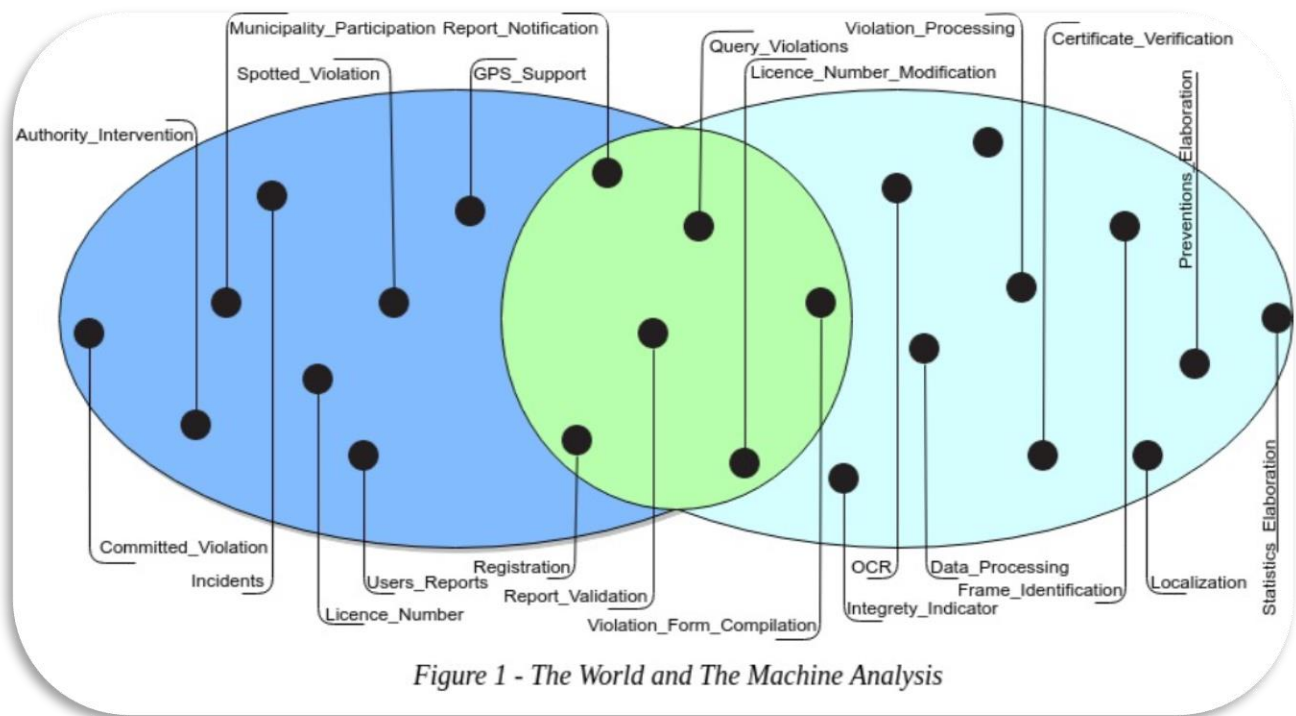 Municipality_Participation
Report_Notification
Violation_Processing
Certificate_Verification
Query_Violations
Spotted_Violation
GPS_Support
Licence_Number_Modification
Preventions_Elaboration
Authority_Intervention
Committed_Violation
Incidents
Users_Reports
Licence_Number
Registration
Report_Validation
Violation_Form_Compilation
OCR
Data_Processing
Frame_Identification
Integrety_Indicator
Localization
Statistics_Elaboration
Figure 1 - The World and The Machine Analysis